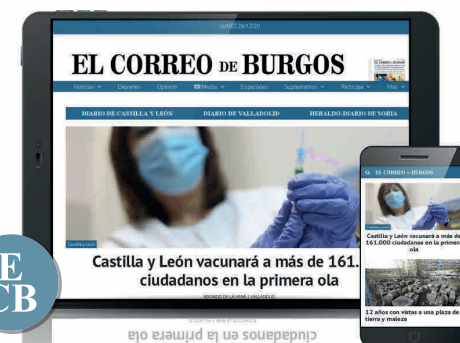 LUNES 28/12/20
EL CORREO DE BURGOS
Noticias Deportes Opinión Media Especiales Suplementos Participa Más
DIARIO DE CASTILLA Y LEÓN DIARIO DE VALLADOLID HERALDO-DIARIO DE SORIA
Castilla y León
Castilla y León vacunará a más de 161.
ciudadanos en la primera ola
EL CORREO DE BURGOS
Castilla y León vacunará a más de
161.000 ciudadanos en la primera
ola
12 años con vistas a una plaza de
tierra y maleza
E
CB
ciudadanos en la primera ola